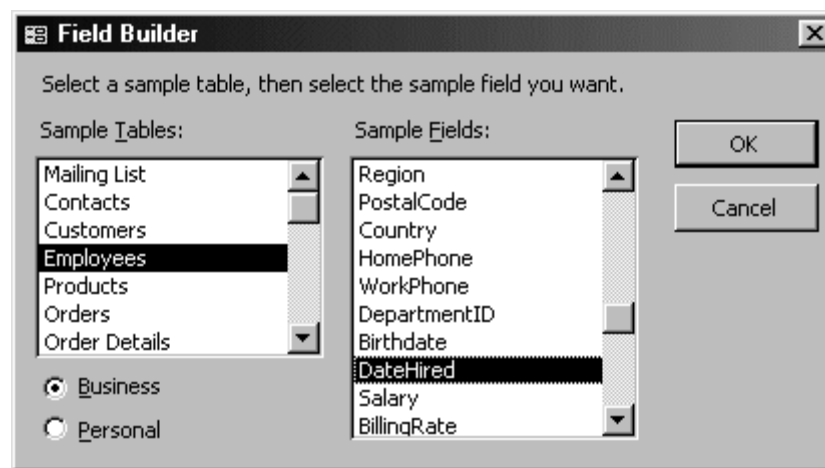 Field Builder
Select a sample table, then select the sample field you want.
Sample Tables:
Mailing List
Contacts
Customers
Employees
Products
Orders
Order Details
Business
Personal
Sample Fields:
Region
PostalCode
Country
HomePhone
WorkPhone
DepartmentID
Birthdate
DateHired
Salary
BillingRate
OK
Cancel